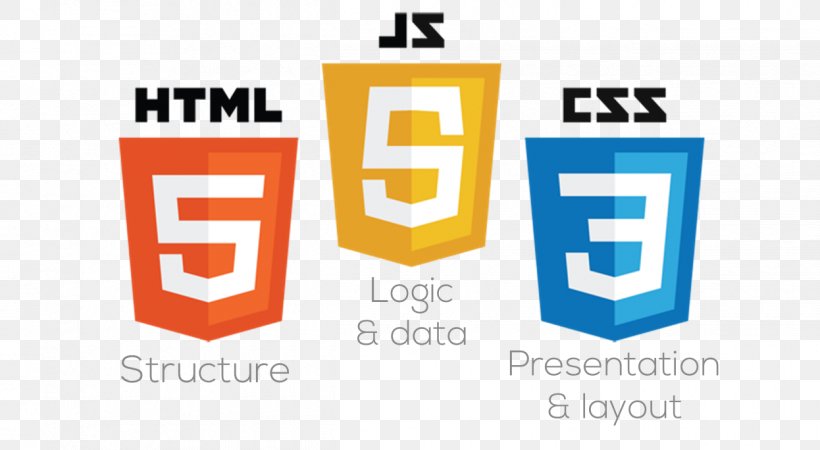 HTML
5
Structure
JS
5
Logic
& data
CSS
3
Presentation
& layout